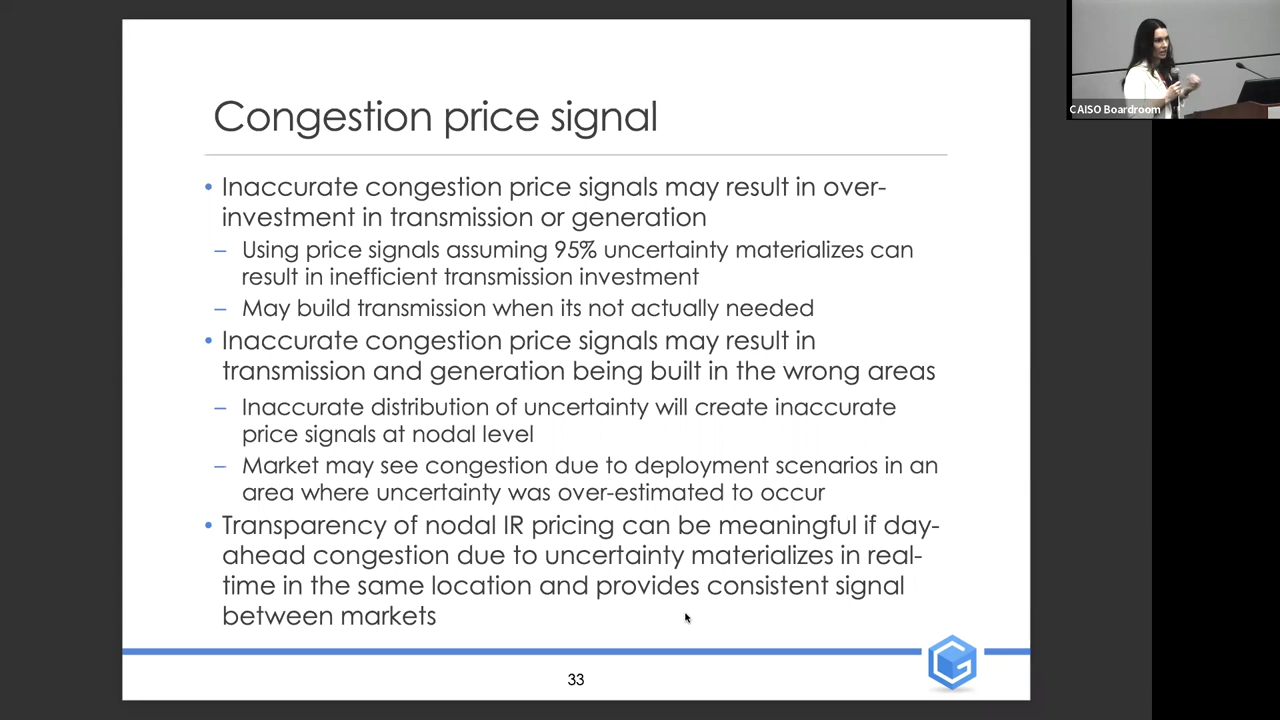 Congestion price signal
• Inaccurate congestion price signals may result in over-
investment in transmission or generation
– Using price signals assuming 95% uncertainty materializes can
result in inefficient transmission investment
– May build transmission when its not actually needed
• Inaccurate congestion price signals may result in
transmission and generation being built in the wrong areas
– Inaccurate distribution of uncertainty will create inaccurate
price signals at nodal level
– Market may see congestion due to deployment scenarios in an
area where uncertainty was over-estimated to occur
• Transparency of nodal IR pricing can be meaningful if day-
ahead congestion due to uncertainty materializes in real-
time in the same location and provides consistent signal
between markets
33
CAISO Boardroom